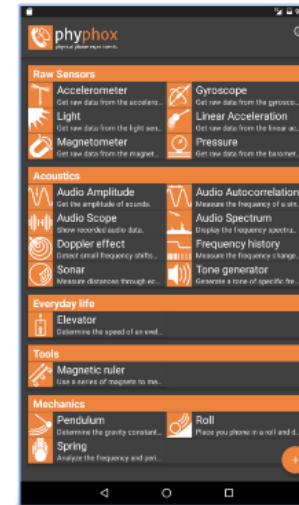 phyphox
physical phone experiments
Raw Sensors
Accelerometer
Get raw data from the accelero...
Gyroscope
Get raw data from the gyrosco...
Light
Get raw data from the light sen...
Linear Acceleration
Get raw data from the linear ac...
Magnetometer
Get raw data from the magnet...
Pressure
Get raw data from the baromet...
Acoustics
Audio Amplitude
Get the amplitude of sounds.
Audio Autocorrelation
Measure the frequency of a sin...
Audio Scope
Show recorded audio data.
Audio Spectrum
Display the frequency spectru...
Doppler effect
Detect small frequency shifts...
Frequency history
Measure the frequency change...
Sonar
Measure distances through ec...
Tone generator
Generate a tone of specific fre...
Everyday life
Elevator
Determine the speed of an evel...
Tools
Magnetic ruler
Use a series of magnets to me...
Mechanics
Pendulum
Determine the gravity constant...
Roll
Place you phone in a roll and d...
Spring
Analyze the frequency and peri...